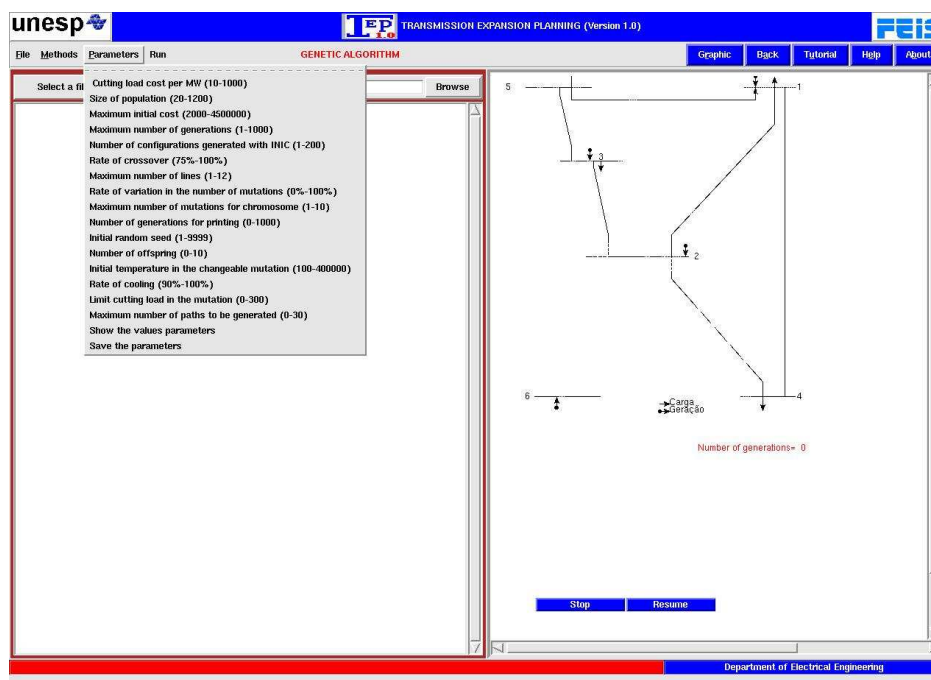 unesp
TEP 1.0
TRANSMISSION EXPANSION PLANNING (Version 1.0)
FEIS
File Methods Parameters Run
GENETIC ALGORITHM
Graphic Back Tutorial Help About
Select a fil
Browse
Cutting load cost per MW (10-1000)
Size of population (20-1200)
Maximum initial cost (2000-4500000)
Maximum number of generations (1-1000)
Number of configurations generated with INIC (1-200)
Rate of crossover (75%-100%)
Maximum number of lines (1-12)
Rate of variation in the number of mutations (0%-100%)
Maximum number of mutations for chromosome (1-10)
Number of generations for printing (0-1000)
Initial random seed (1-9999)
Number of offspring (0-10)
Initial temperature in the changeable mutation (100-400000)
Rate of cooling (90%-100%)
Limit cutting load in the mutation (0-300)
Maximum number of paths to be generated (0-30)
Show the values parameters
Save the parameters
5
1
3
2
6
4
Carga
Geração
Number of generations= 0
Stop Resume
Department of Electrical Engineering